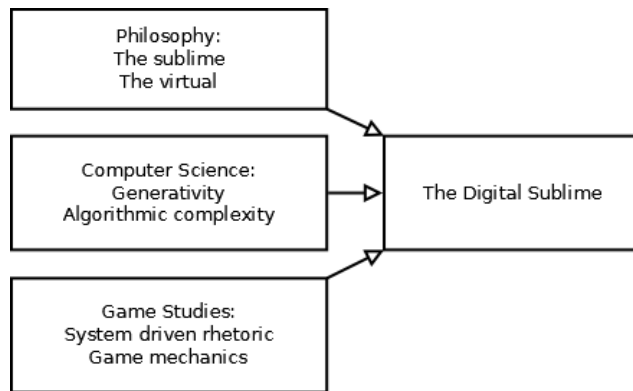 Philosophy:
The sublime
The virtual
Computer Science:
Generativity
Algorithmic complexity
The Digital Sublime
Game Studies:
System driven rhetoric
Game mechanics